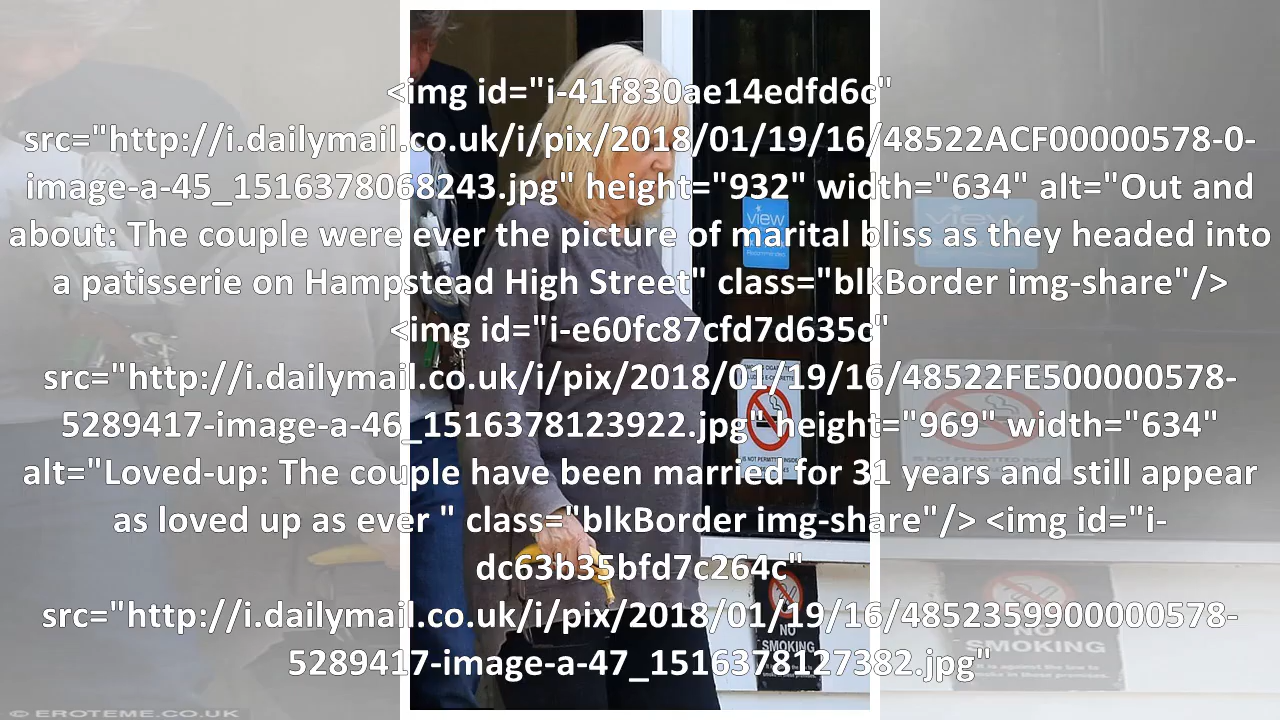 <img id="i-41f830ae14edfd6c"
src="http://i.dailymail.co.uk/i/pix/2018/01/19/16/48522ACF00000578-0-
image-a-45_1516378068243.jpg" height="932" width="634" alt="Out and
about: The couple were ever the picture of marital bliss as they headed into
a patisserie on Hampstead High Street" class="blkBorder img-share"/>
<img id="i-e60fc87cfd7d635c"
src="http://i.dailymail.co.uk/i/pix/2018/01/19/16/48522FE500000578-
5289417-image-a-46_1516378123922.jpg" height="969" width="634"
alt="Loved-up: The couple have been married for 31 years and still appear
as loved up as ever " class="blkBorder img-share"/> <img id="i-
dc63b35bfd7c264c"
src="http://i.dailymail.co.uk/i/pix/2018/01/19/16/4852359900000578-
5289417-image-a-47_1516378127382.jpg"
view
IS NOT PERMITTED INSIDE
NO
SMOKING
© EROTEME.CO.UK